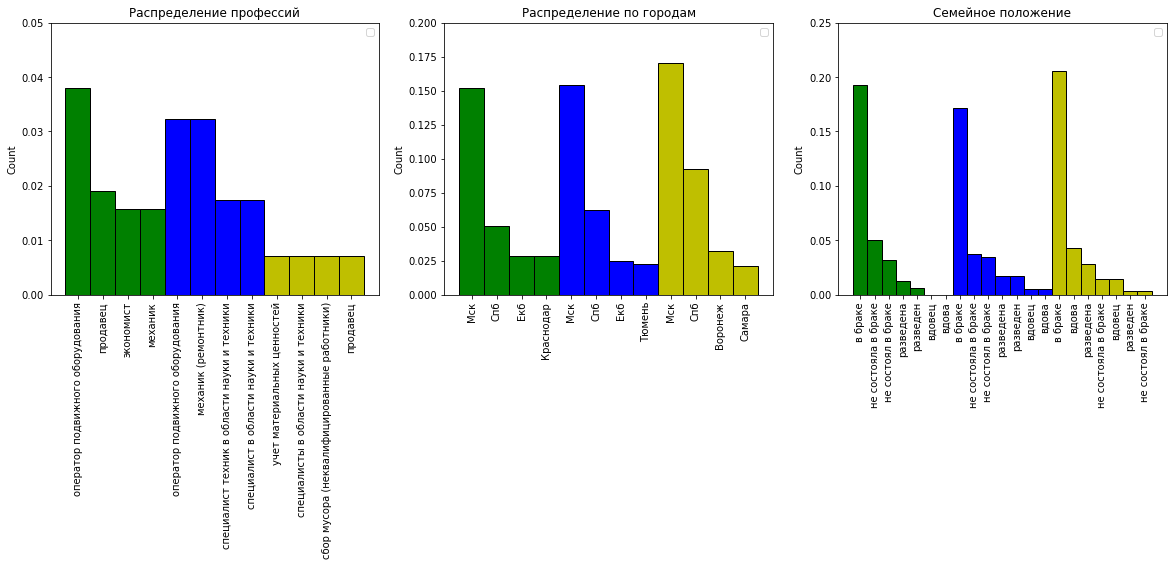 Распределение профессий
Count
0.05
0.04
0.03
0.02
0.01
0.00
оператор подвижного оборудования
продавец
экономист
механик
оператор подвижного оборудования
механик (ремонтник)
специалист техник в области науки и техники
специалист в области науки и техники
учет материальных ценностей
специалисты в области науки и техники
сбор мусора (неквалифицированные работники)
продавец
Распределение по городам
Count
0.200
0.175
0.150
0.125
0.100
0.075
0.050
0.025
0.000
Мск
Спб
Екб
Краснодар
Мск
Спб
Екб
Тюмень
Мск
Спб
Воронеж
Самара
Семейное положение
Count
0.25
0.20
0.15
0.10
0.05
0.00
в браке
не состояла в браке
не состоял в браке
разведена
разведен
вдовец
вдова
в браке
не состояла в браке
не состоял в браке
разведена
разведен
вдовец
вдова
в браке
вдова
разведена
не состояла в браке
вдовец
разведен
не состоял в браке